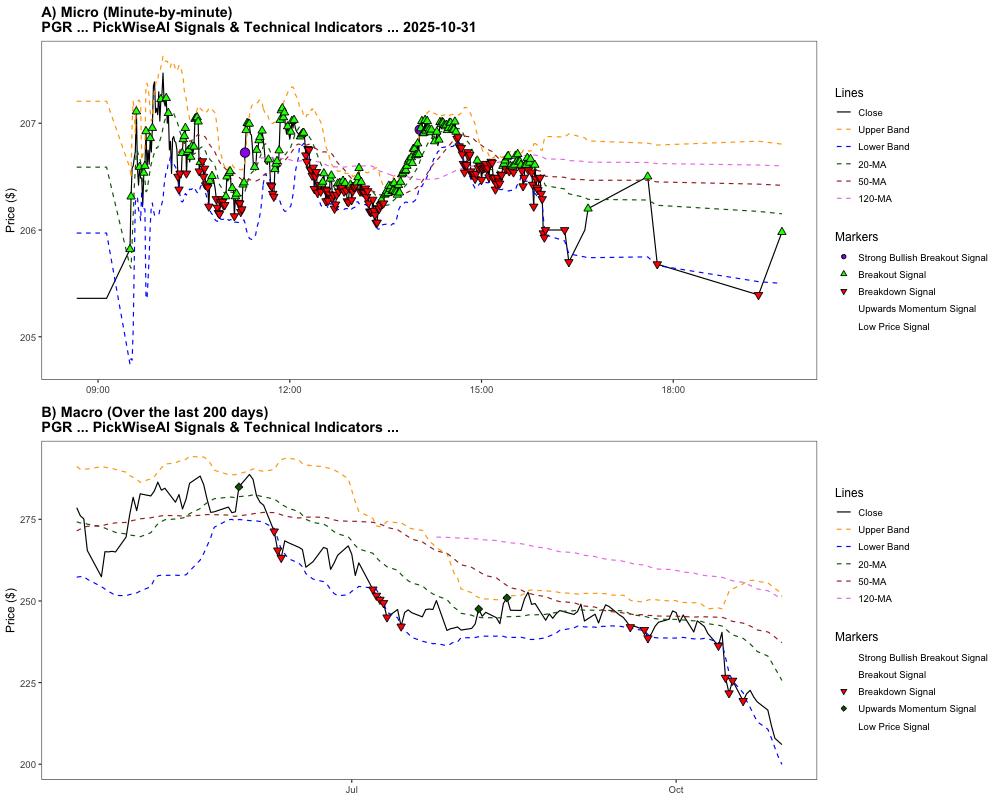 A) Micro (Minute-by-minute)
PGR ... PickWiseAI Signals & Technical Indicators ... 2025-10-31
Price ($)
207
206
205
09:00
12:00
15:00
18:00
Lines
Close
Upper Band
Lower Band
20-MA
50-MA
120-MA
Markers
Strong Bullish Breakout Signal
Breakout Signal
Breakdown Signal
Upwards Momentum Signal
Low Price Signal
B) Macro (Over the last 200 days)
PGR ... PickWiseAI Signals & Technical Indicators ...
Price ($)
275
250
225
200
Jul
Oct
Lines
Close
Upper Band
Lower Band
20-MA
50-MA
120-MA
Markers
Strong Bullish Breakout Signal
Breakout Signal
Breakdown Signal
Upwards Momentum Signal
Low Price Signal